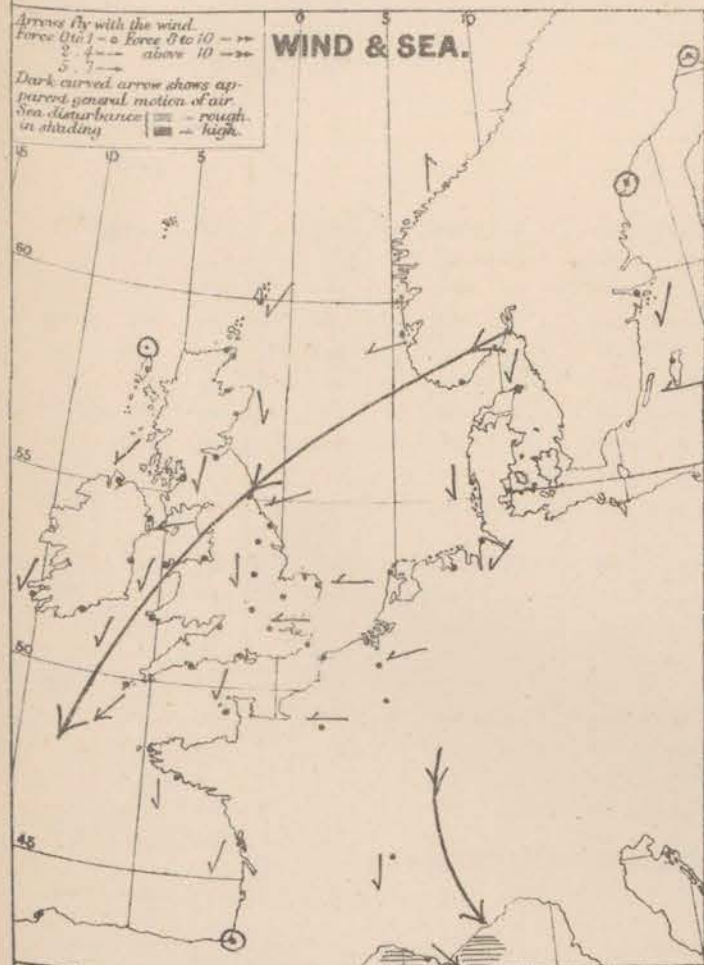 Arrows fly with the wind.
Force 0 to 1 - Force 8 to 10 -
WIND & SEA.
2 . 4 - above 10 -
5 . 7 -
Dark curved arrow shows ap-
parent general motion of air.
Sea disturbance - rough.
in shading - high.
15 10 5 0 5 10
60
55
50
45